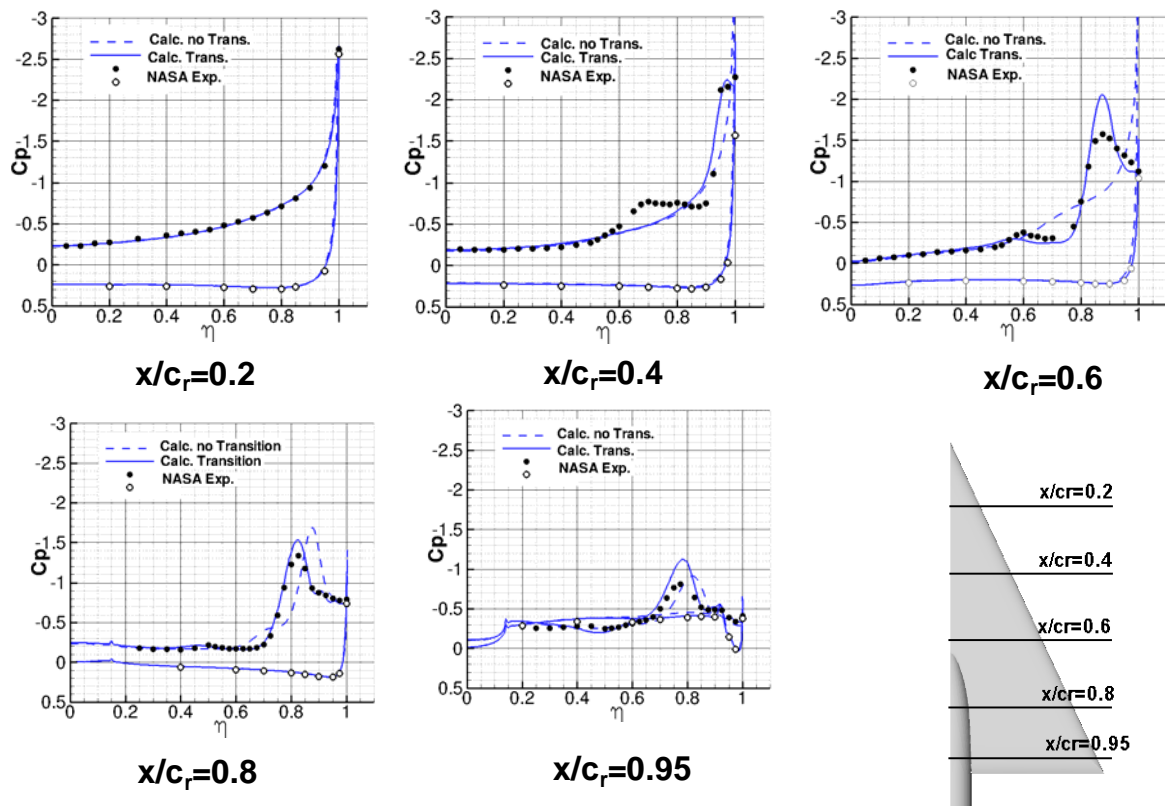 -3
-2.5
-2
-1.5
-1
-0.5
0
0.5
Cp
0 0.2 0.4 0.6 0.8 1
η
Calc. no Trans.
Calc. Trans.
NASA Exp.
x/cr=0.2
-3
-2.5
-2
-1.5
-1
-0.5
0
0.5
Cp
0 0.2 0.4 0.6 0.8 1
η
Calc. no Trans.
Calc. Trans.
NASA Exp.
x/cr=0.4
-3
-2.5
-2
-1.5
-1
-0.5
0
0.5
Cp
0 0.2 0.4 0.6 0.8 1
η
Calc. no Trans.
Calc Trans.
NASA Exp.
x/cr=0.6
-3
-2.5
-2
-1.5
-1
-0.5
0
0.5
Cp
0 0.2 0.4 0.6 0.8 1
η
Calc. no Transition
Calc. Transition
NASA Exp.
x/cr=0.8
-3
-2.5
-2
-1.5
-1
-0.5
0
0.5
Cp
0 0.2 0.4 0.6 0.8 1
η
Calc. no Trans.
Calc. Trans.
NASA Exp.
x/cr=0.95
x/cr=0.2
x/cr=0.4
x/cr=0.6
x/cr=0.8
x/cr=0.95